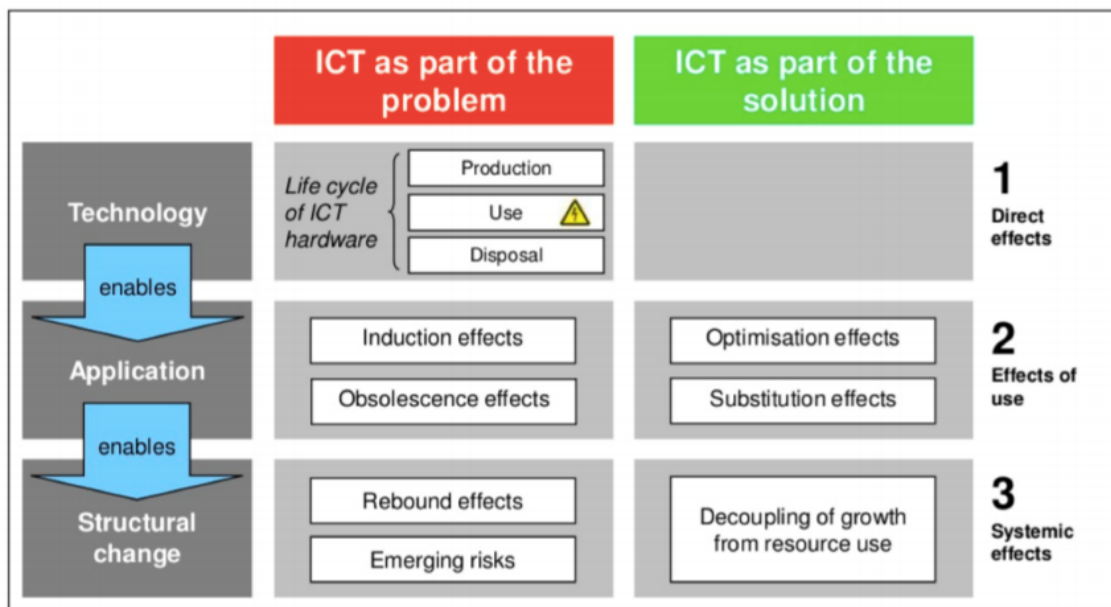 ICT as part of the
problem
ICT as part of the
solution
Technology
Life cycle
of ICT
hardware
Production
Use
Disposal
1
Direct
effects
enables
Application
Induction effects
Obsolescence effects
Optimisation effects
Substitution effects
2
Effects of
use
enables
Structural
change
Rebound effects
Emerging risks
Decoupling of growth
from resource use
3
Systemic
effects